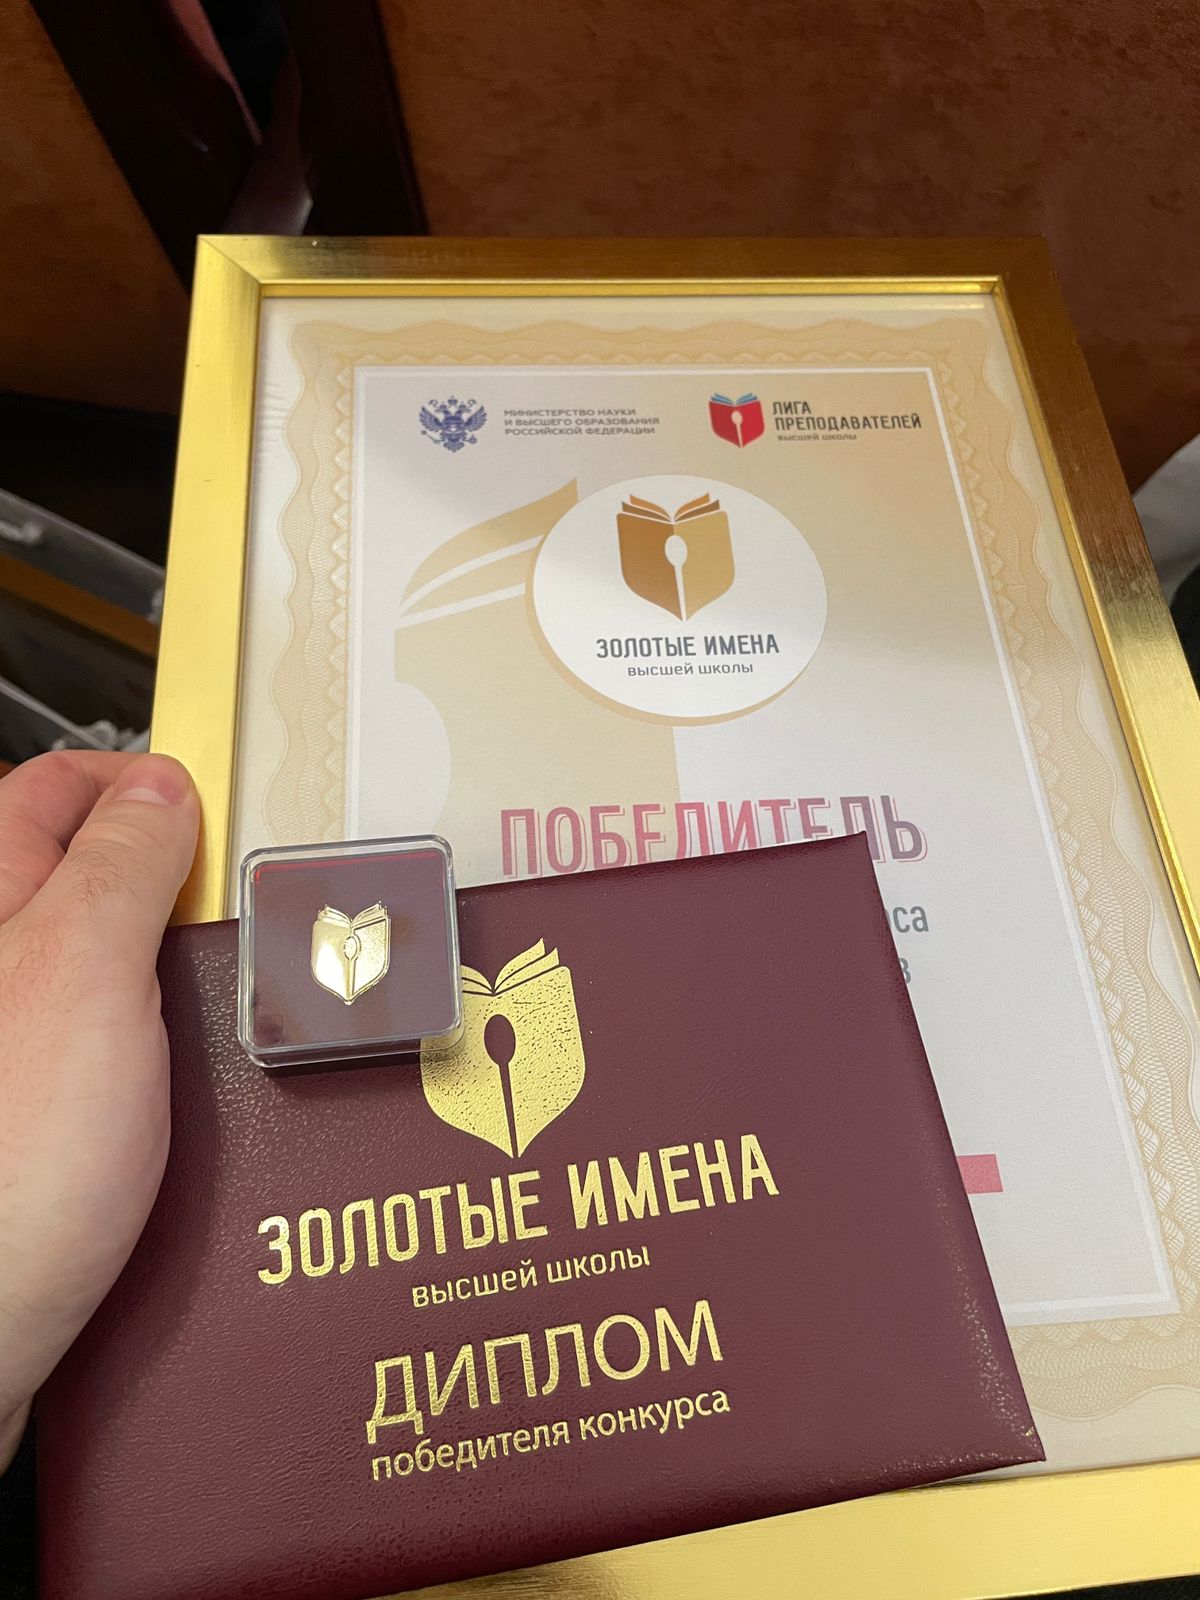 МИНИСТЕРСТВО НАУКИ
И ВЫСШЕГО ОБРАЗОВАНИЯ
РОССИЙСКОЙ ФЕДЕРАЦИИ
ЛИГА
ПРЕПОДАВАТЕЛЕЙ
ВЫСШЕЙ ШКОЛЫ
ЗОЛОТЫЕ ИМЕНА
ВЫСШЕЙ ШКОЛЫ
ПОБЕДИТЕЛЬ
ЗОЛОТЫЕ ИМЕНА
ВЫСШЕЙ ШКОЛЫ
ДИПЛОМ
победителя конкурса